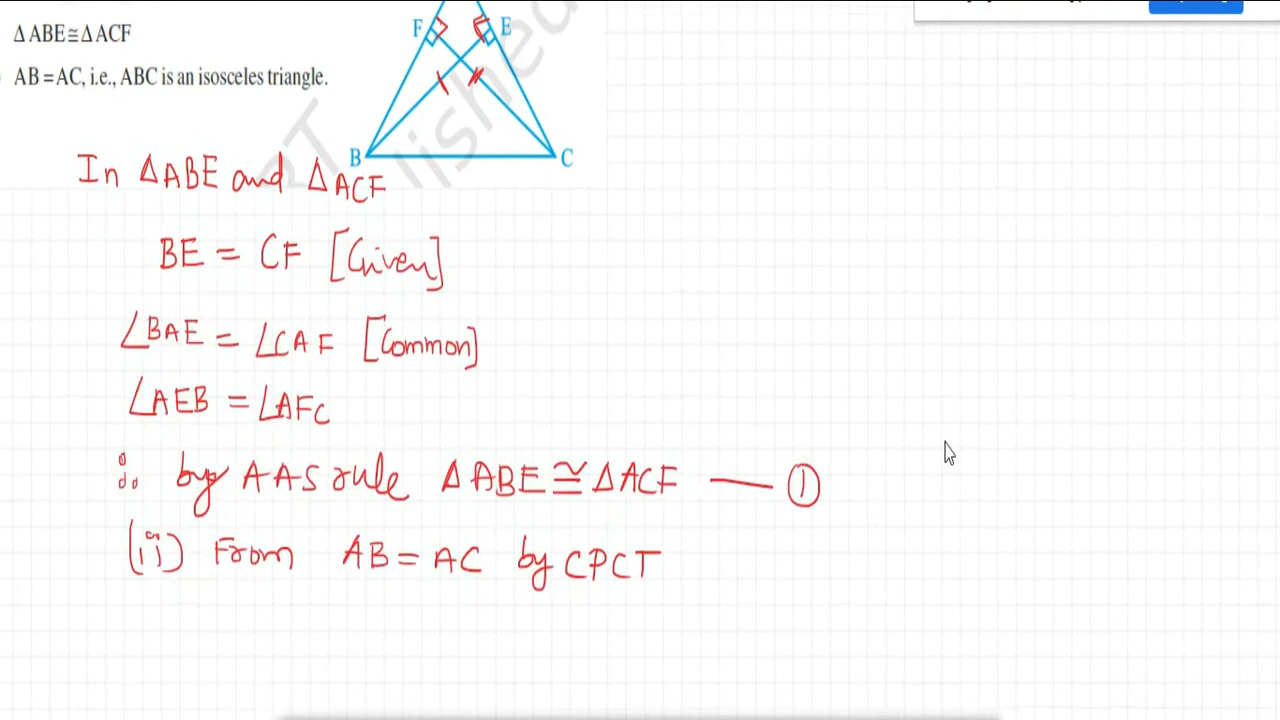 Δ ABE ≅ Δ ACF
AB = AC, i.e., ABC is an isosceles triangle.
F
E
B
C
lished
In ΔABE and ΔACF
BE = CF [Given]
∠BAE = ∠CAF [Common]
∠AEB = ∠AFC
∴ by AAS rule ΔABE ≅ ΔACF — ①
(ii) From AB = AC by CPCT